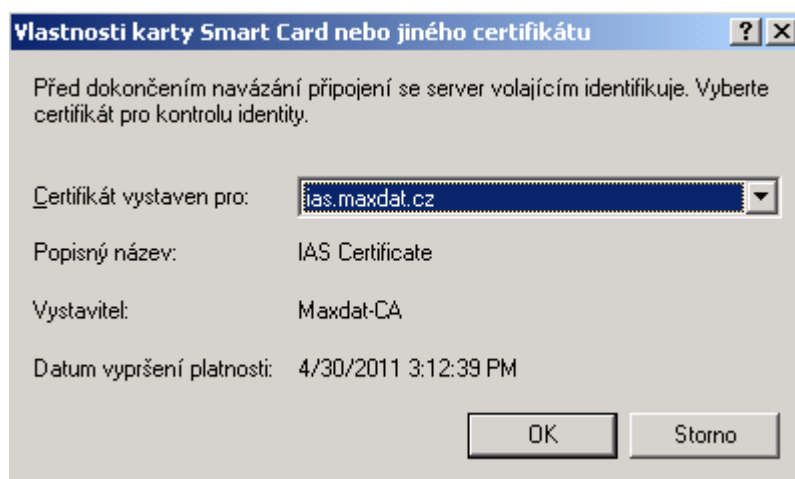 Vlastnosti karty Smart Card nebo jiného certifikátu
Před dokončením navázání připojení se server volajícím identifikuje. Vyberte
certifikát pro kontrolu identity.
Certifikát vystaven pro: ias.maxdat.cz
Popisný název: IAS Certificate
Vystavitel: Maxdat-CA
Datum vypršení platnosti: 4/30/2011 3:12:39 PM
OK Storno